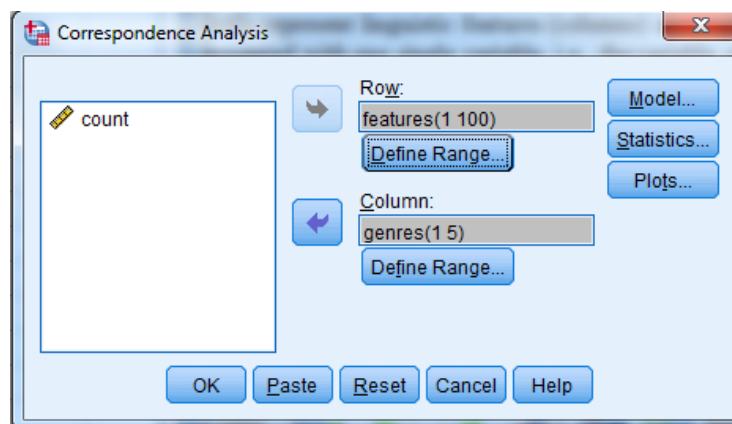 Correspondence Analysis
x
count
Row:
features(1 100)
Define Range...
Column:
genres(1 5)
Define Range...
Model...
Statistics...
Plots...
OK Paste Reset Cancel Help